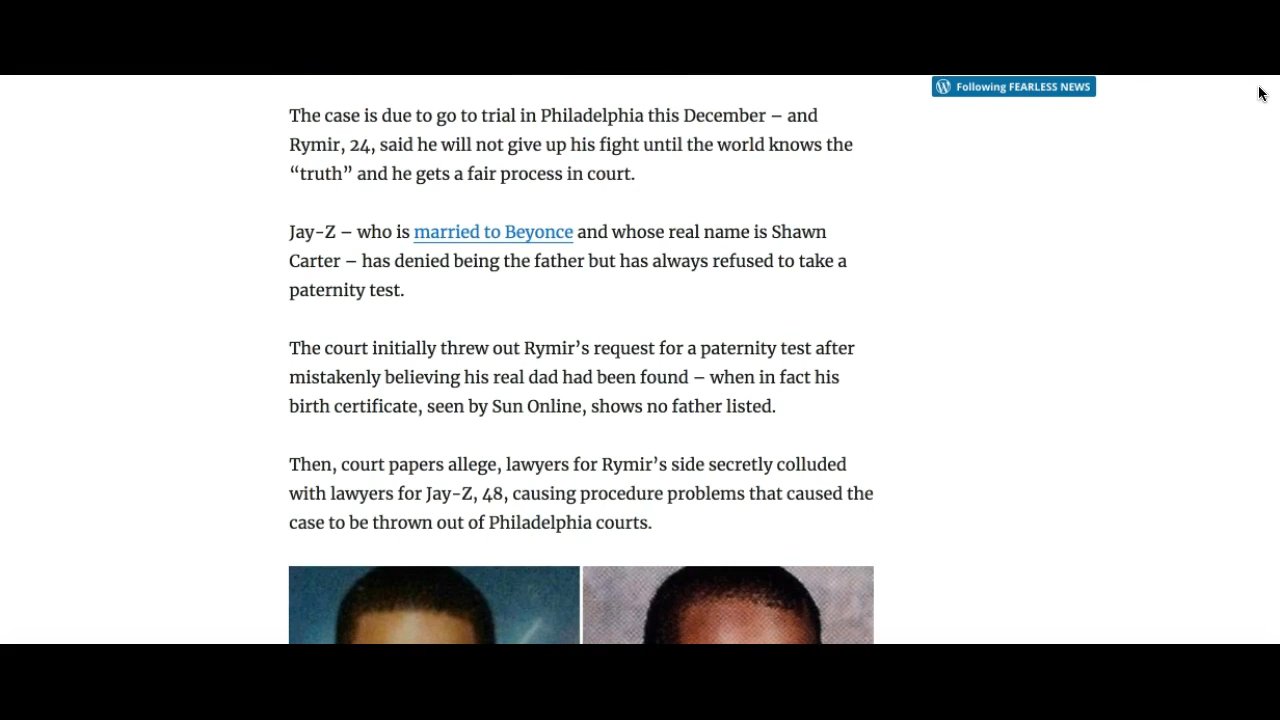 Following FEARLESS NEWS
The case is due to go to trial in Philadelphia this December – and
Rymir, 24, said he will not give up his fight until the world knows the
“truth” and he gets a fair process in court.
Jay-Z – who is married to Beyonce and whose real name is Shawn
Carter – has denied being the father but has always refused to take a
paternity test.
The court initially threw out Rymir’s request for a paternity test after
mistakenly believing his real dad had been found – when in fact his
birth certificate, seen by Sun Online, shows no father listed.
Then, court papers allege, lawyers for Rymir’s side secretly colluded
with lawyers for Jay-Z, 48, causing procedure problems that caused the
case to be thrown out of Philadelphia courts.